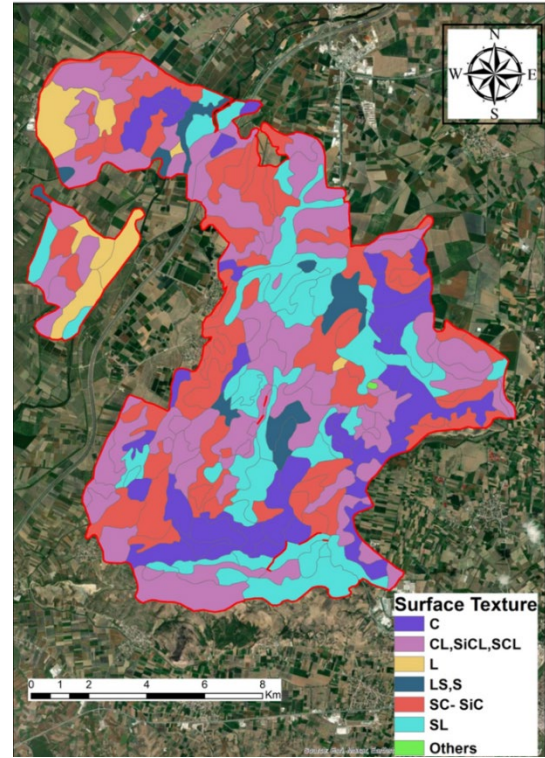 N
W E
S
Surface Texture
C
CL,SiCL,SCL
L
LS,S
SC- SiC
SL
Others
0 1 2 4 6 8
Km